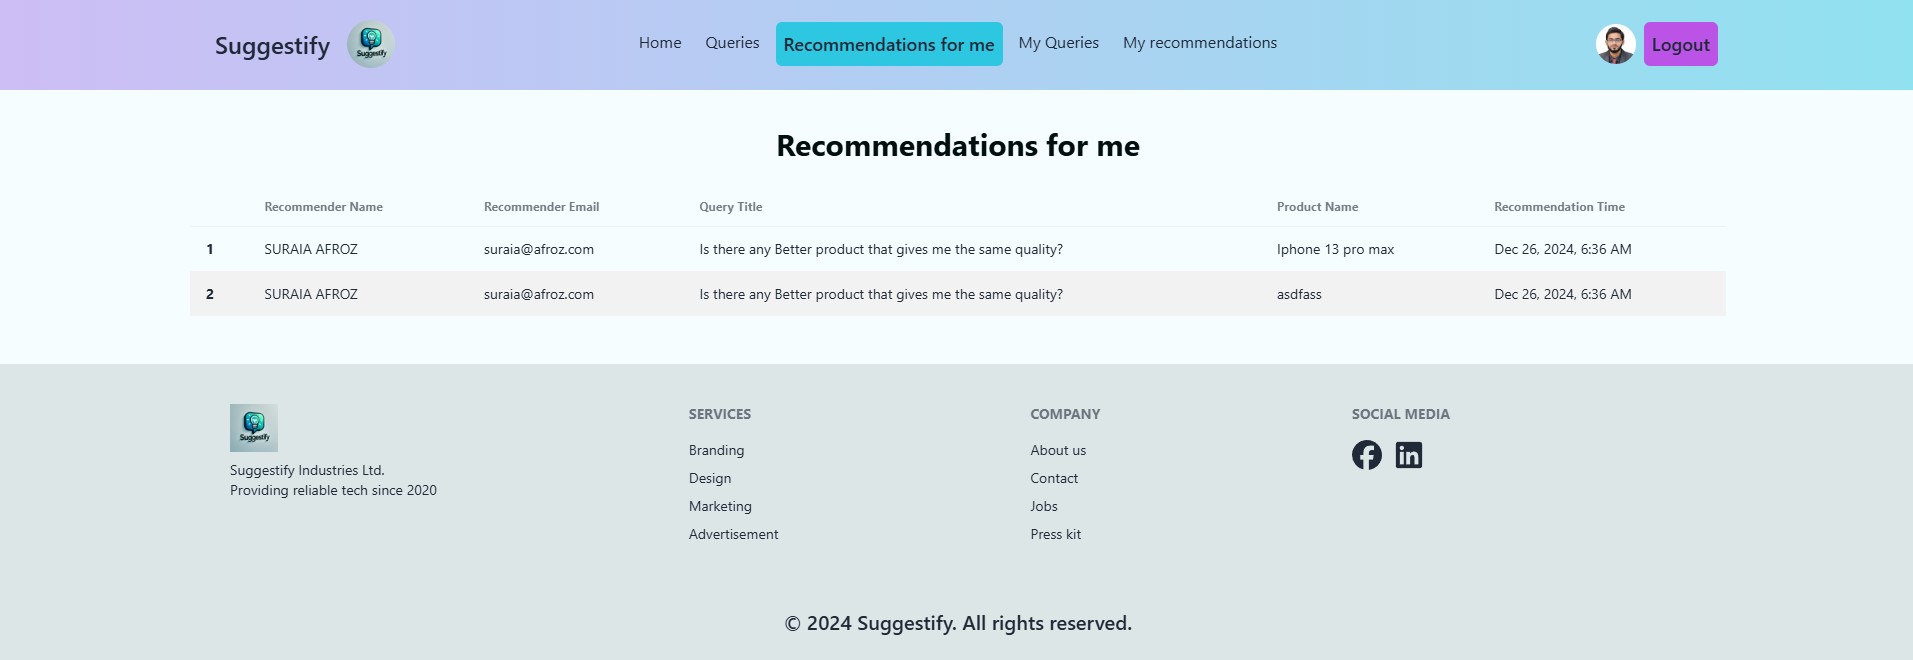 Suggestify
Suggestify
Home Queries Recommendations for me My Queries My recommendations
Logout
Recommendations for me
Recommender Name Recommender Email Query Title Product Name Recommendation Time
1 SURAIA AFROZ suraia@afroz.com Is there any Better product that gives me the same quality? Iphone 13 pro max Dec 26, 2024, 6:36 AM
2 SURAIA AFROZ suraia@afroz.com Is there any Better product that gives me the same quality? asdfass Dec 26, 2024, 6:36 AM
Suggestify
Suggestify Industries Ltd.
Providing reliable tech since 2020
SERVICES
Branding
Design
Marketing
Advertisement
COMPANY
About us
Contact
Jobs
Press kit
SOCIAL MEDIA
© 2024 Suggestify. All rights reserved.